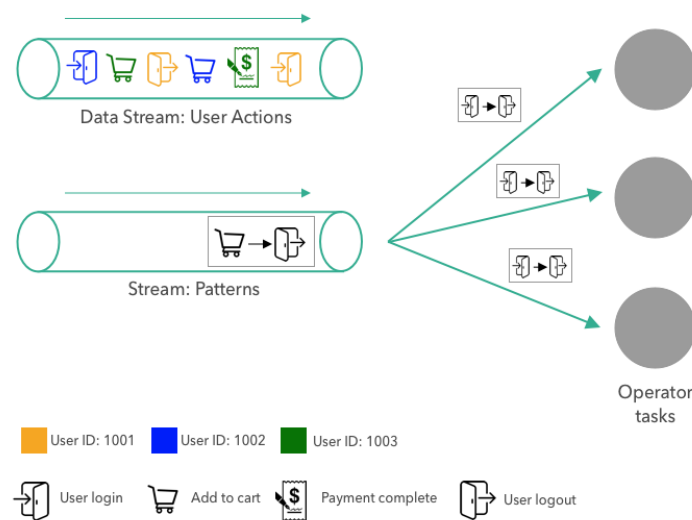 Data Stream: User Actions
Stream: Patterns
Operator
tasks
User ID: 1001
User ID: 1002
User ID: 1003
User login
Add to cart
$
Payment complete
User logout